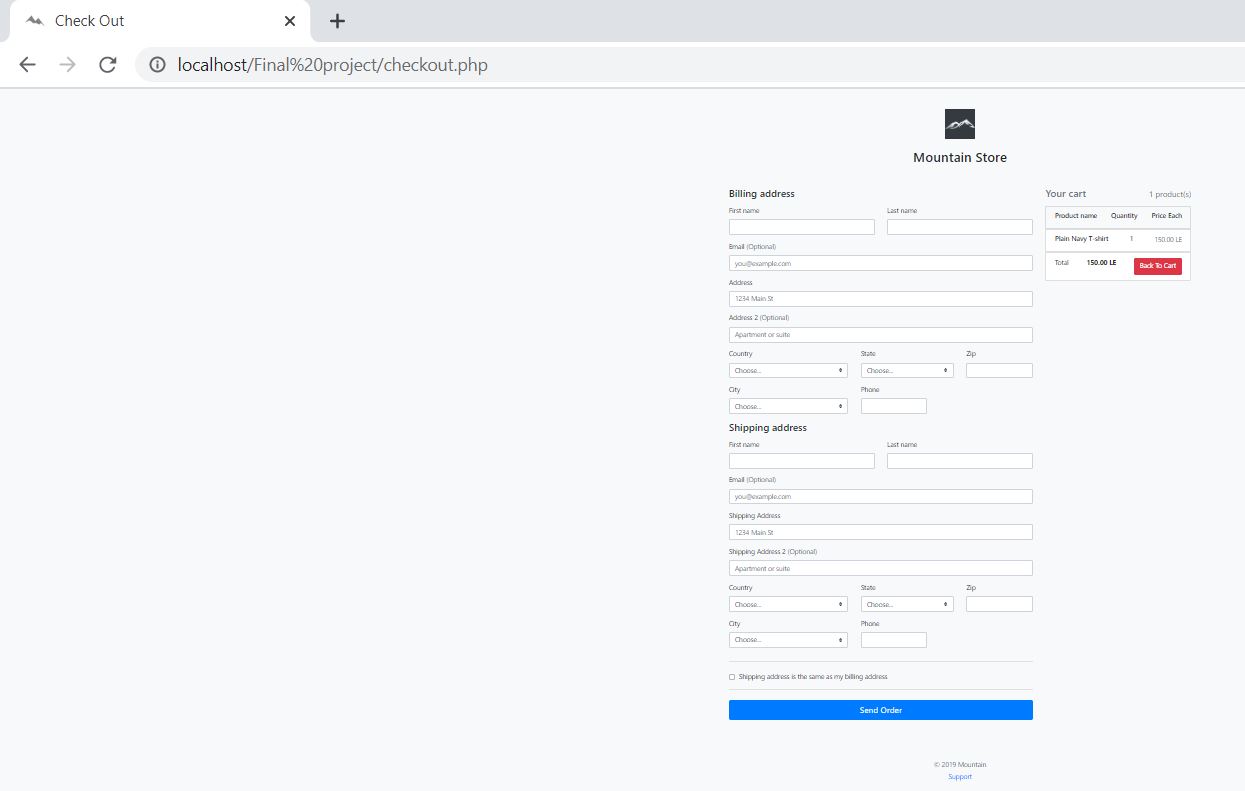 Check Out
localhost/Final%20project/checkout.php
Mountain Store
Billing address
First name Last name
Email (Optional)
you@example.com
Address
1234 Main St
Address 2 (Optional)
Apartment or suite
Country State Zip
Choose... Choose...
City Phone
Choose...
Shipping address
First name Last name
Email (Optional)
you@example.com
Shipping Address
1234 Main St
Shipping Address 2 (Optional)
Apartment or suite
Country State Zip
Choose... Choose...
City Phone
Choose...
Shipping address is the same as my billing address
Send Order
Your cart 1 product(s)
Product name Quantity Price Each
Plain Navy T-shirt 1 150.00 LE
Total 150.00 LE Back To Cart
© 2019 Mountain
Support